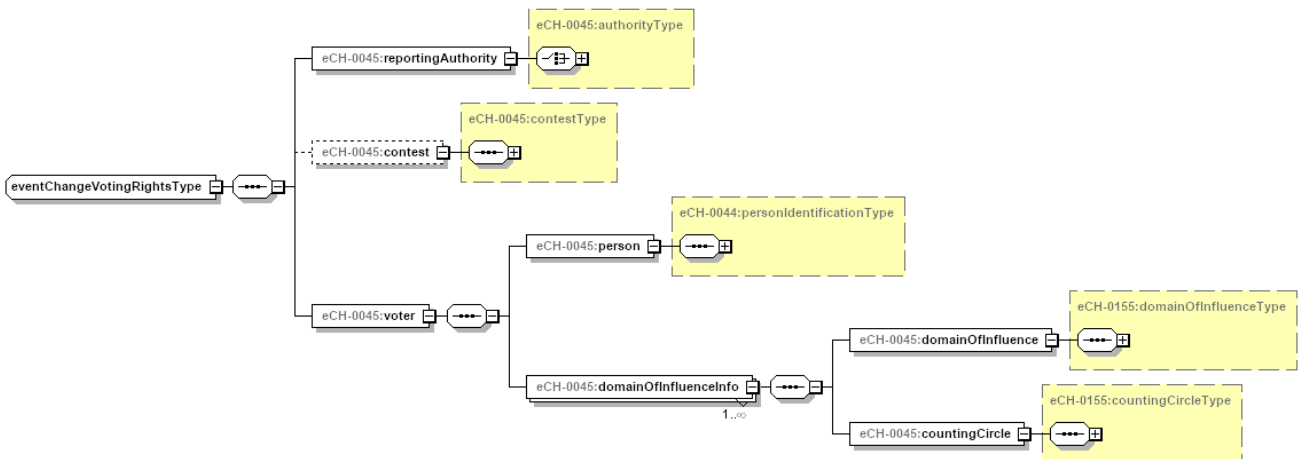 eCH-0045:authorityType
eCH-0045:reportingAuthority
eCH-0045:contestType
eCH-0045:contest
eventChangeVotingRightsType
eCH-0044:personIdentificationType
eCH-0045:person
eCH-0045:voter
eCH-0155:domainOfInfluenceType
eCH-0045:domainOfInfluence
eCH-0045:domainOfInfluenceInfo
1..∞
eCH-0155:countingCircleType
eCH-0045:countingCircle